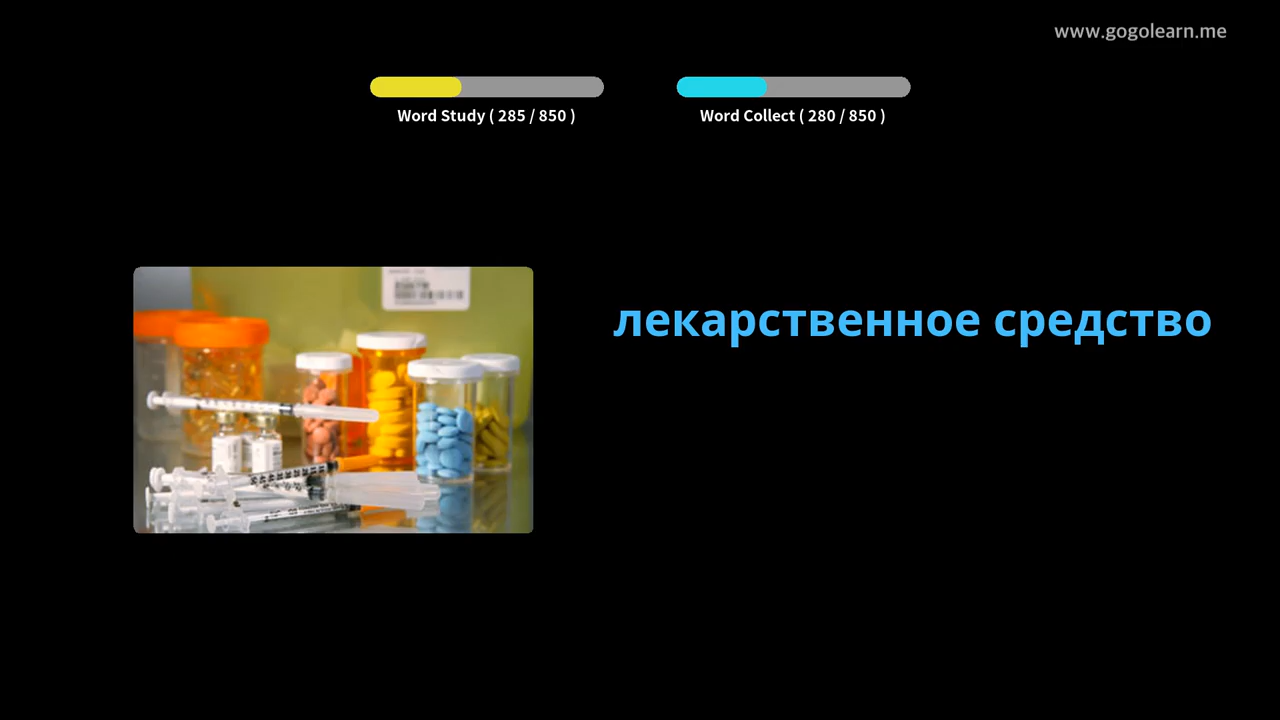 www.gogolearn.me
Word Study ( 285 / 850 )
Word Collect ( 280 / 850 )
лекарственное средство